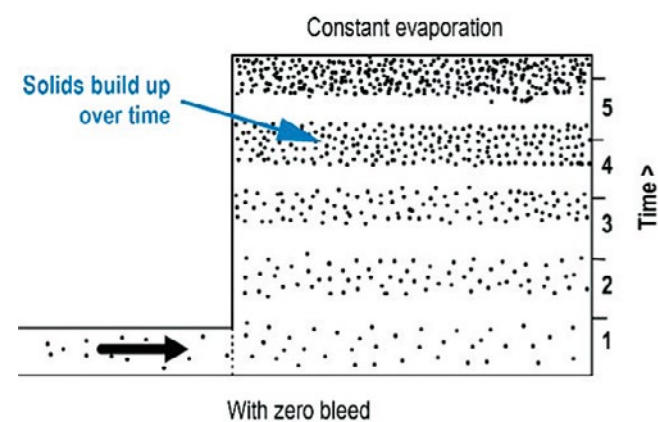 Constant evaporation
Solids build up
over time
5
4
3
2
1
Time >
With zero bleed